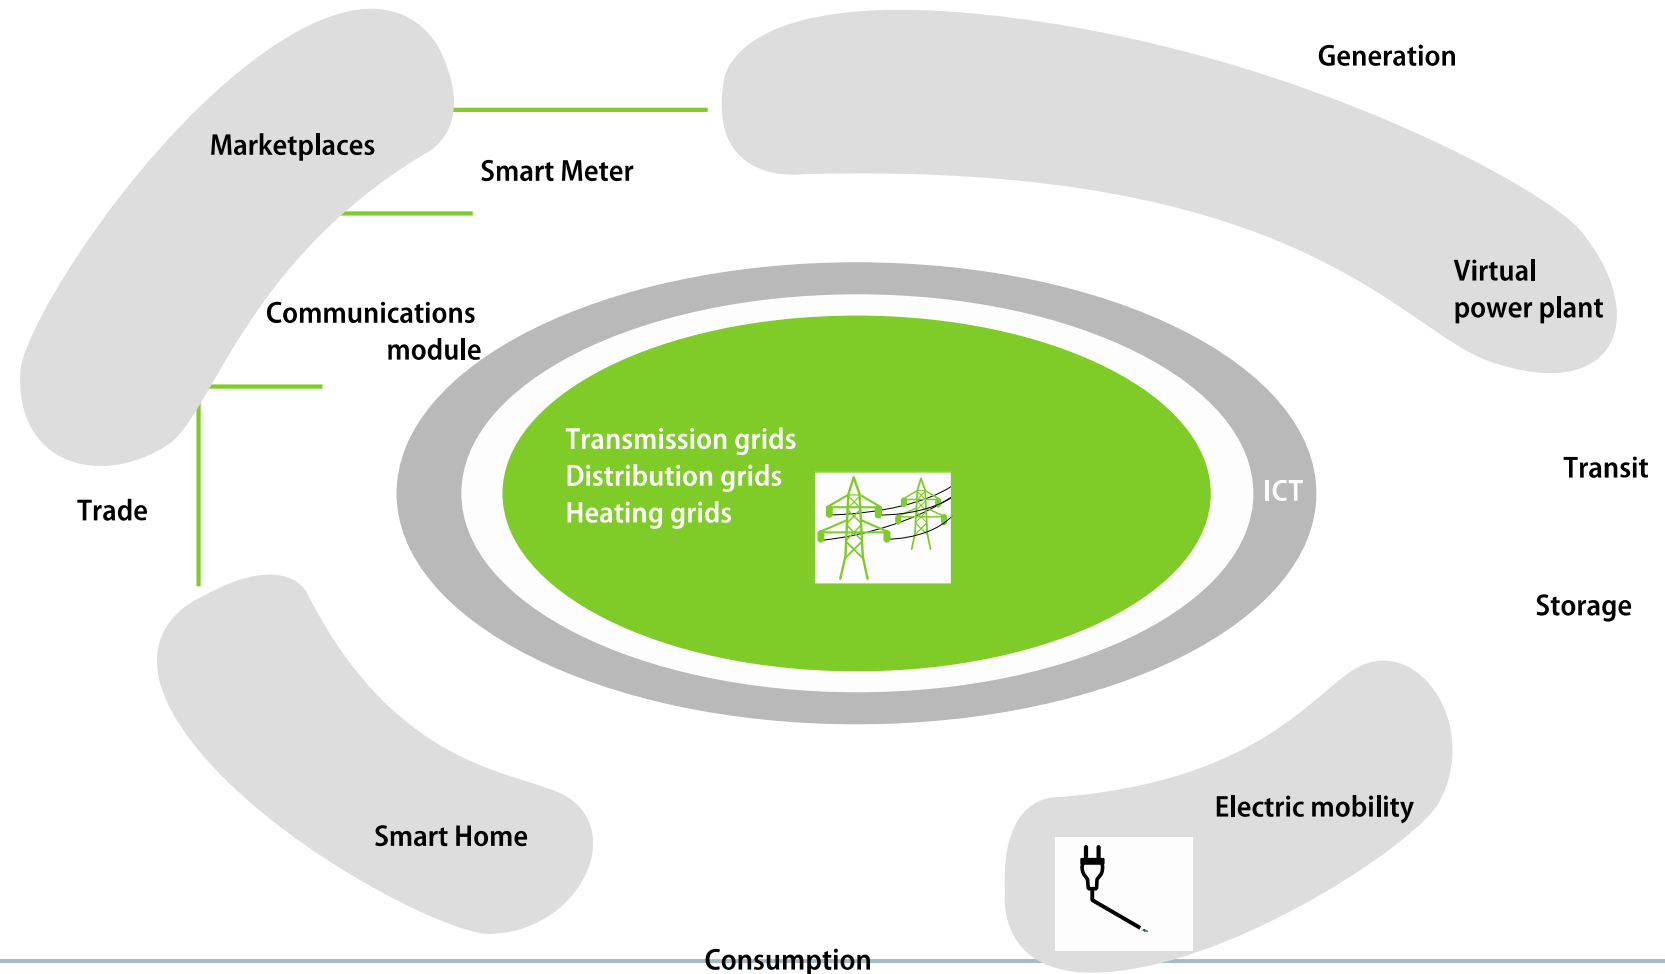 Generation
Marketplaces
Smart Meter
Virtual
power plant
Communications
module
Transmission grids
Distribution grids
Heating grids
ICT
Transit
Trade
Storage
Electric mobility
Smart Home
Consumption